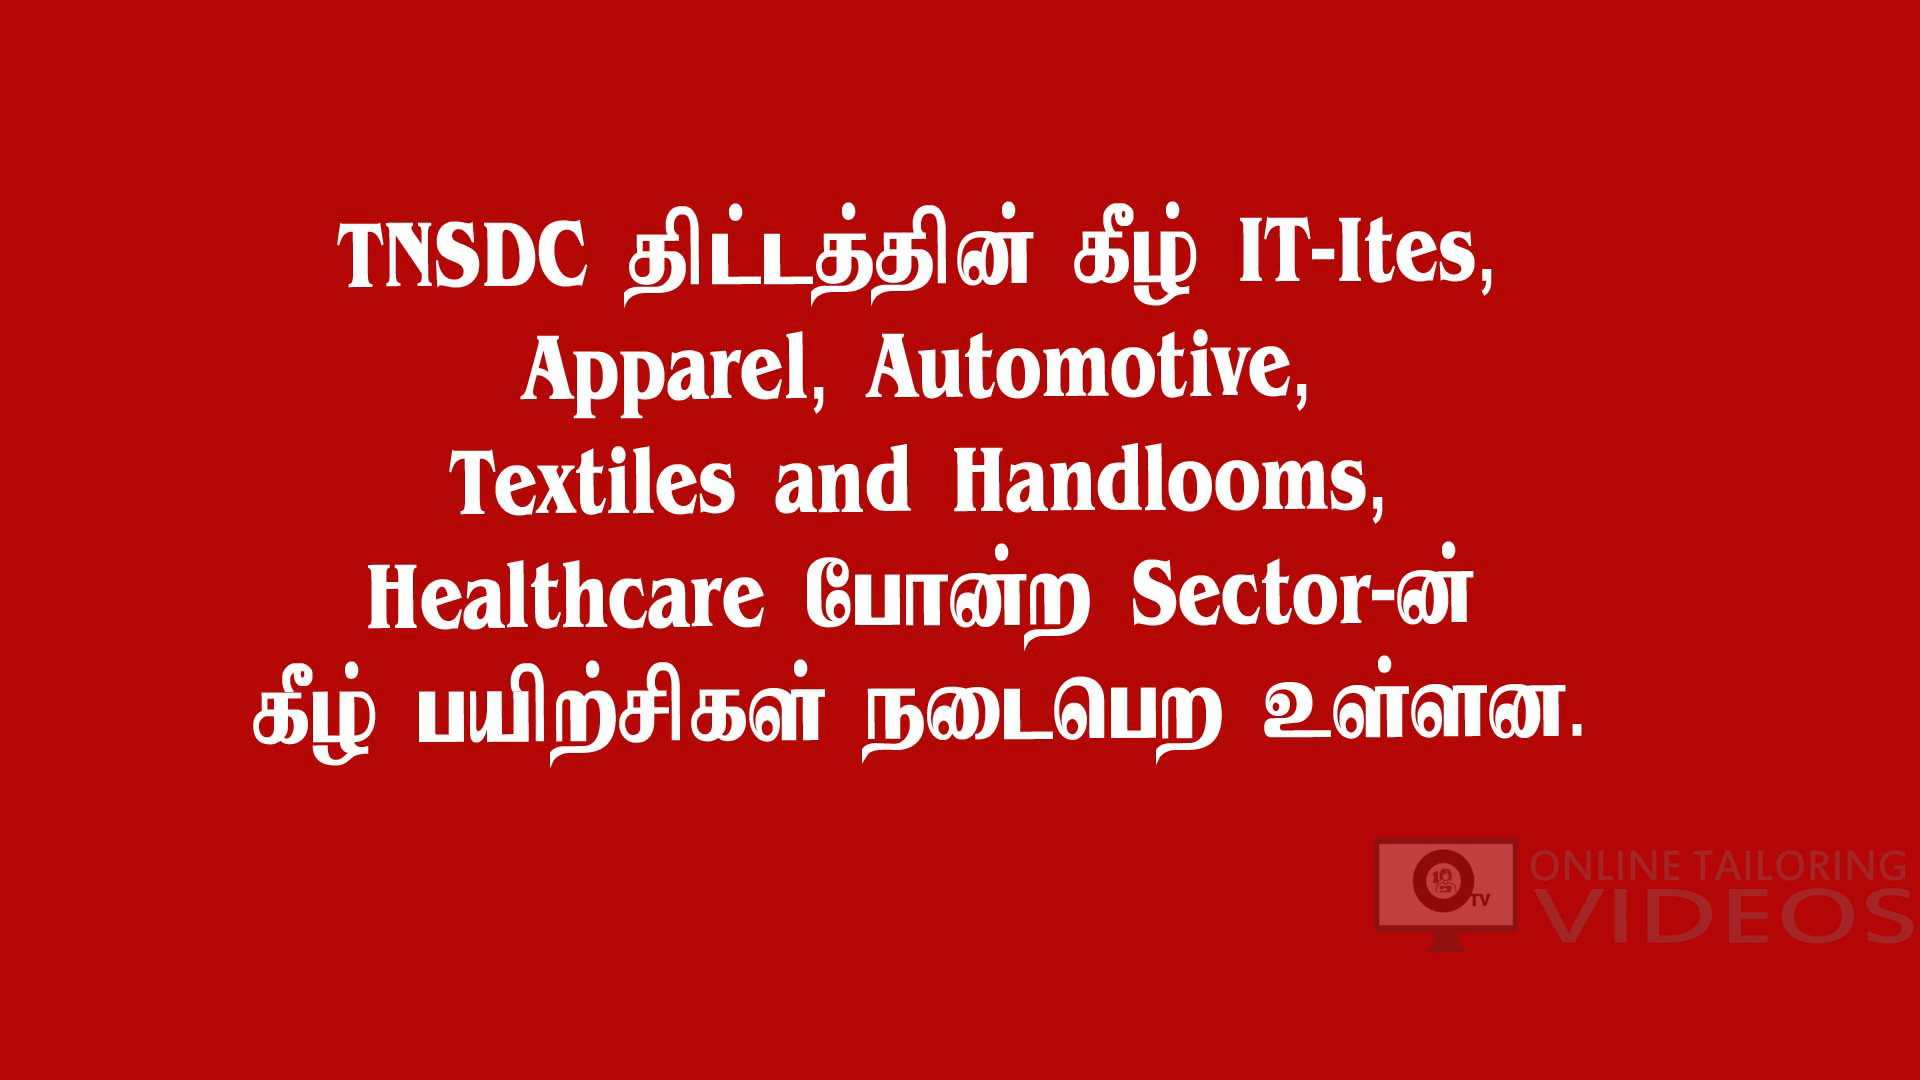 TNSDC திட்டத்தின் கீழ் IT-Ites,
Apparel, Automotive,
Textiles and Handlooms,
Healthcare போன்ற Sector-ன்
கீழ் பயிற்சிகள் நடைபெற உள்ளன.
TV
ONLINE TAILORING
VIDEOS